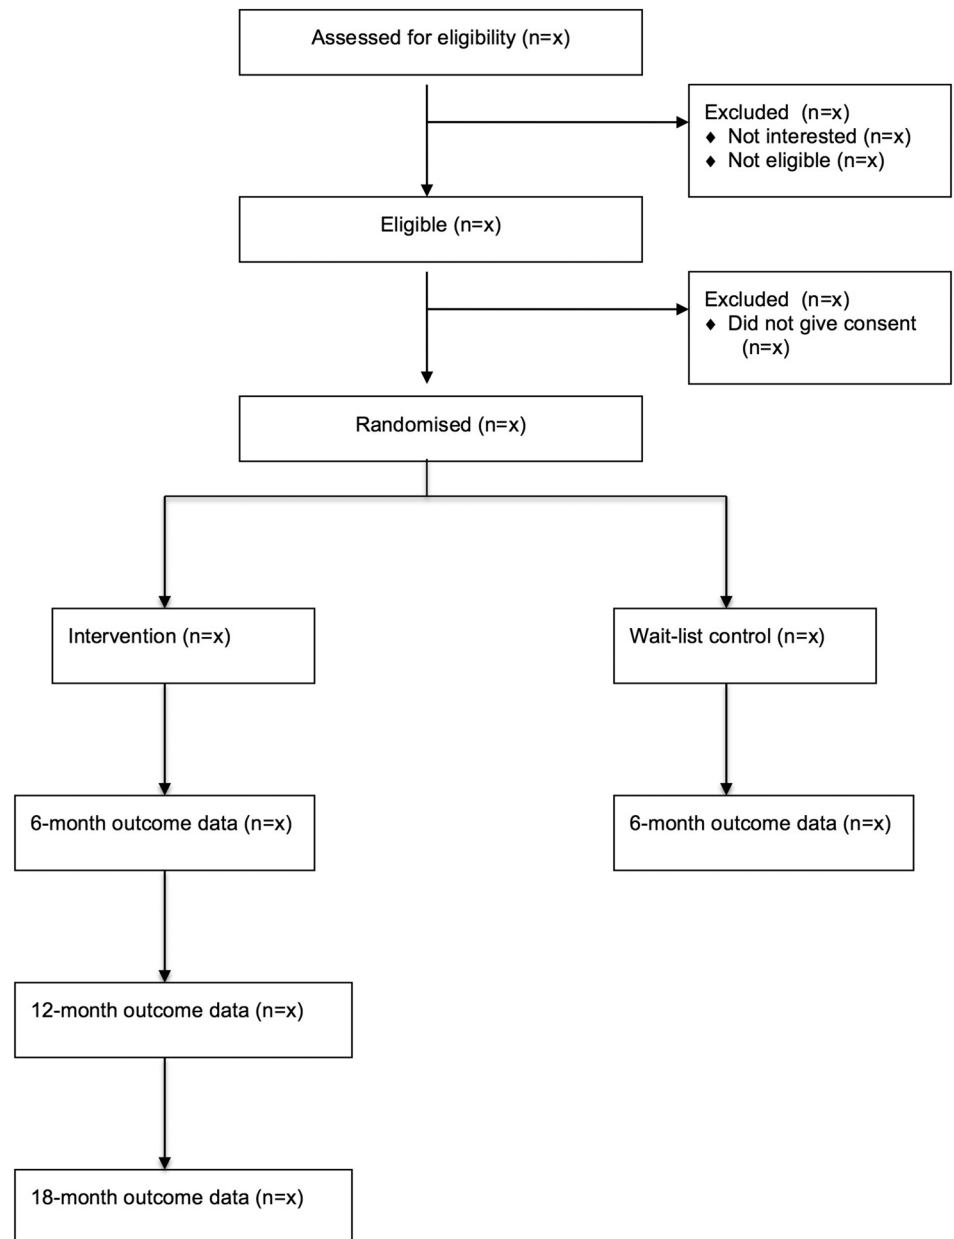 Assessed for eligibility (n=x)
Excluded (n=x)
♦ Not interested (n=x)
♦ Not eligible (n=x)
Eligible (n=x)
Excluded (n=x)
♦ Did not give consent
(n=x)
Randomised (n=x)
Intervention (n=x)
Wait-list control (n=x)
6-month outcome data (n=x)
6-month outcome data (n=x)
12-month outcome data (n=x)
18-month outcome data (n=x)